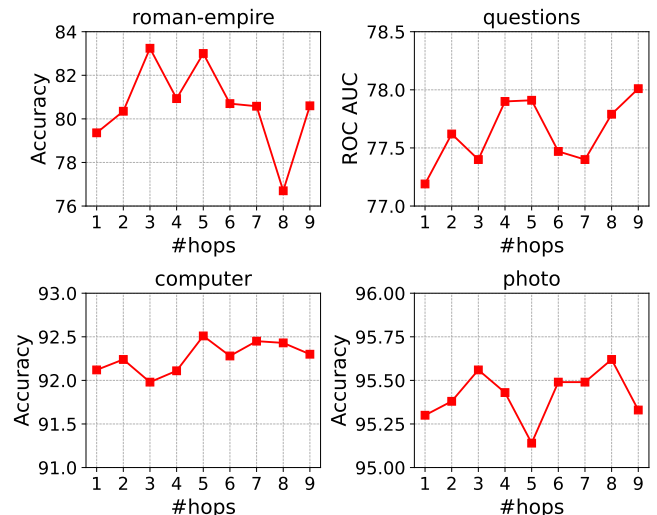 roman-empire
84
82
80
78
76
Accuracy
1 2 3 4 5 6 7 8 9
#hops
questions
78.5
78.0
77.5
77.0
ROC AUC
1 2 3 4 5 6 7 8 9
#hops
computer
93.0
92.5
92.0
91.5
91.0
Accuracy
1 2 3 4 5 6 7 8 9
#hops
photo
96.00
95.75
95.50
95.25
95.00
Accuracy
1 2 3 4 5 6 7 8 9
#hops